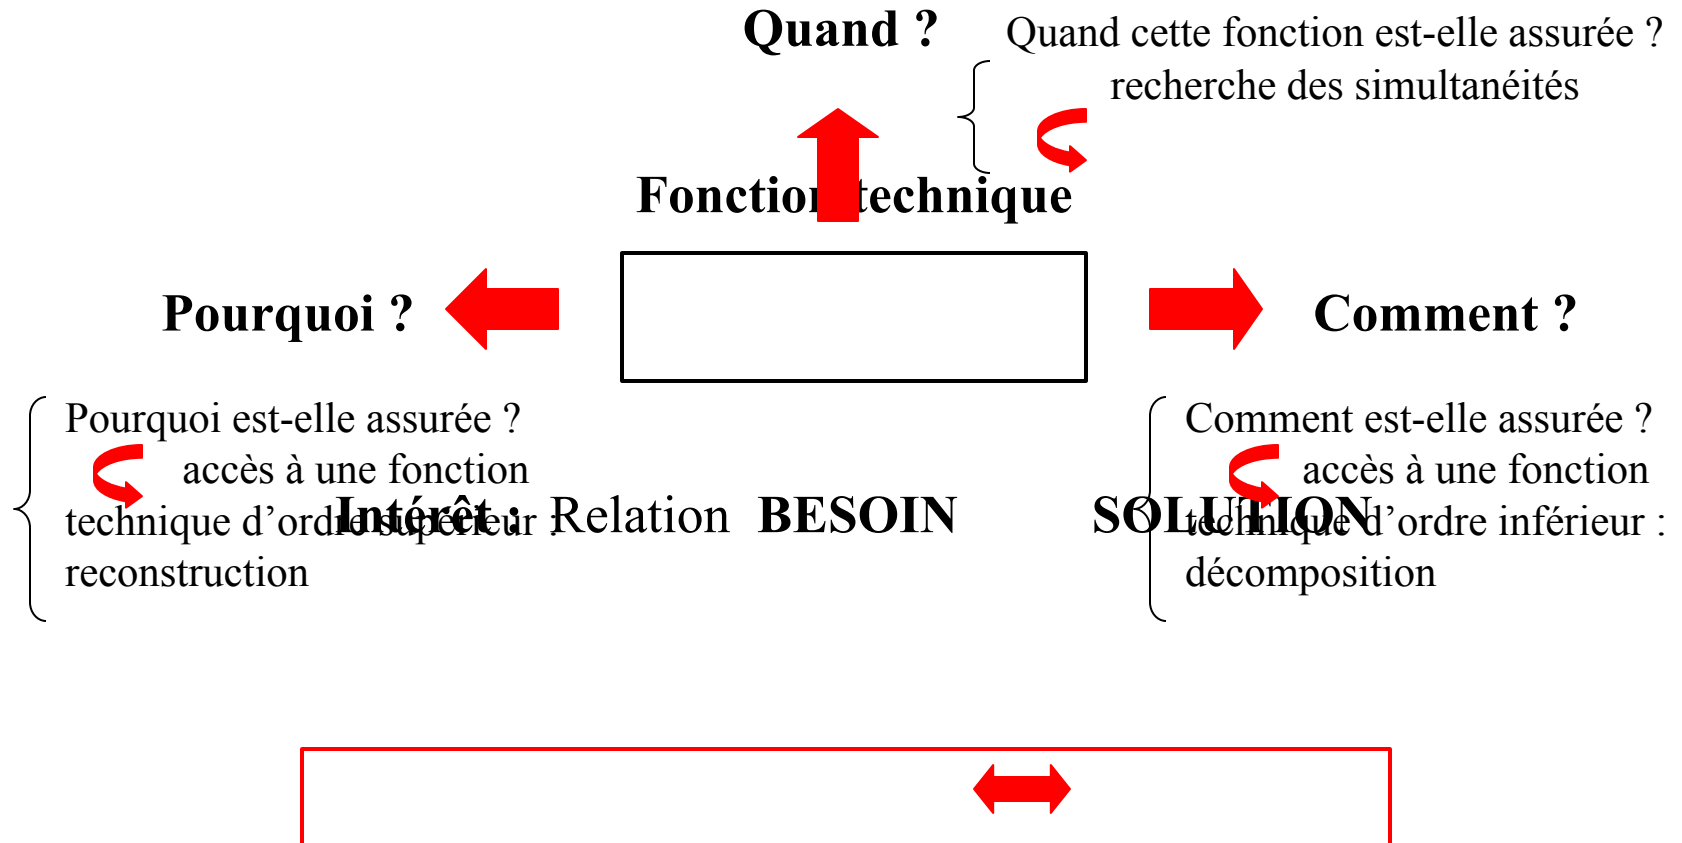 Quand ?
Quand cette fonction est-elle assurée ?
recherche des simultanéités
Fonction technique
Pourquoi ?
Comment ?
Pourquoi est-elle assurée ?
accès à une fonction
technique d’ordre supérieur :
reconstruction
Intérêt : Relation BESOIN SOLUTION
Comment est-elle assurée ?
accès à une fonction
technique d’ordre inférieur :
décomposition